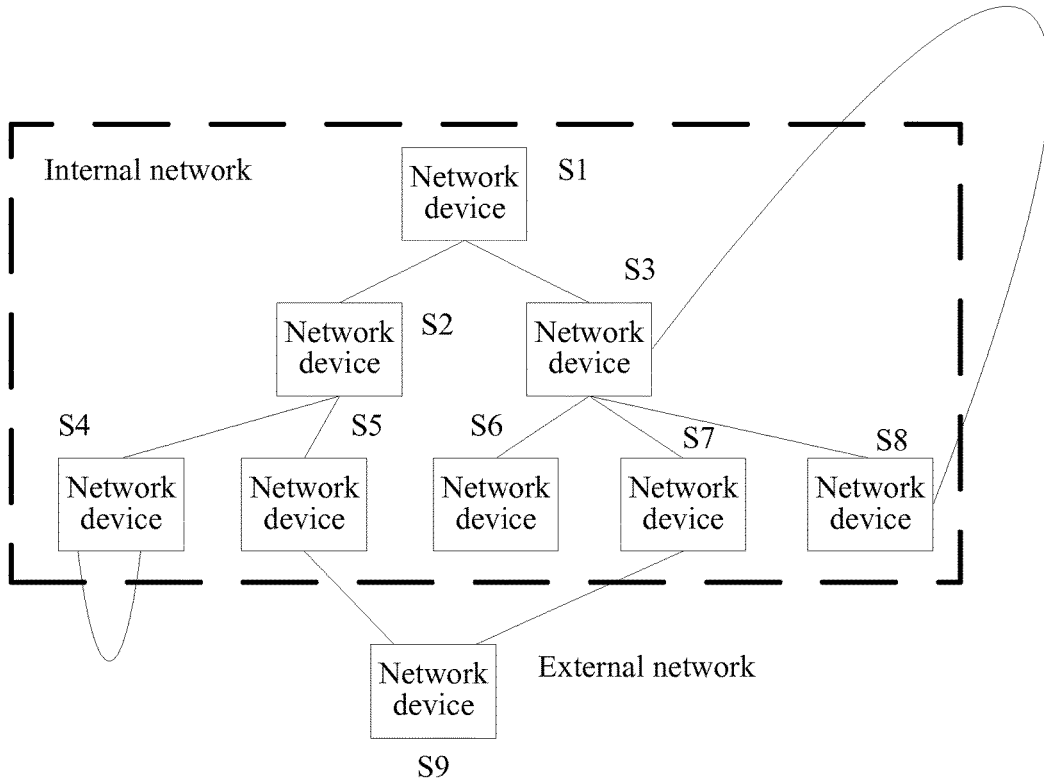 Internal network
Network
device
S1
S3
Network
device
S2
Network
device
S4
S5
S6
S7
S8
Network
device
Network
device
Network
device
Network
device
Network
device
Network
device
External network
S9